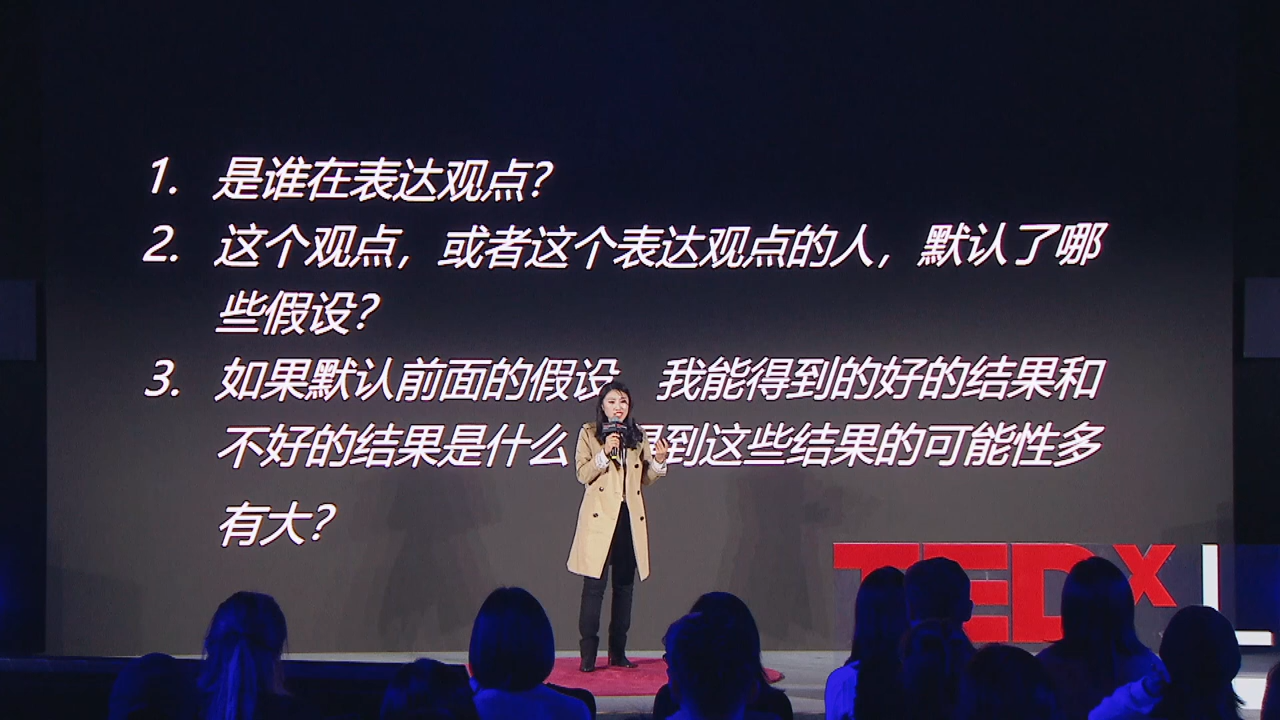 1. 是谁在表达观点？
2. 这个观点，或者这个表达观点的人，默认了哪
些假设？
3. 如果默认前面的假设 我能得到的好的结果和
不好的结果是什么 到这些结果的可能性多
有大？
TEDx L